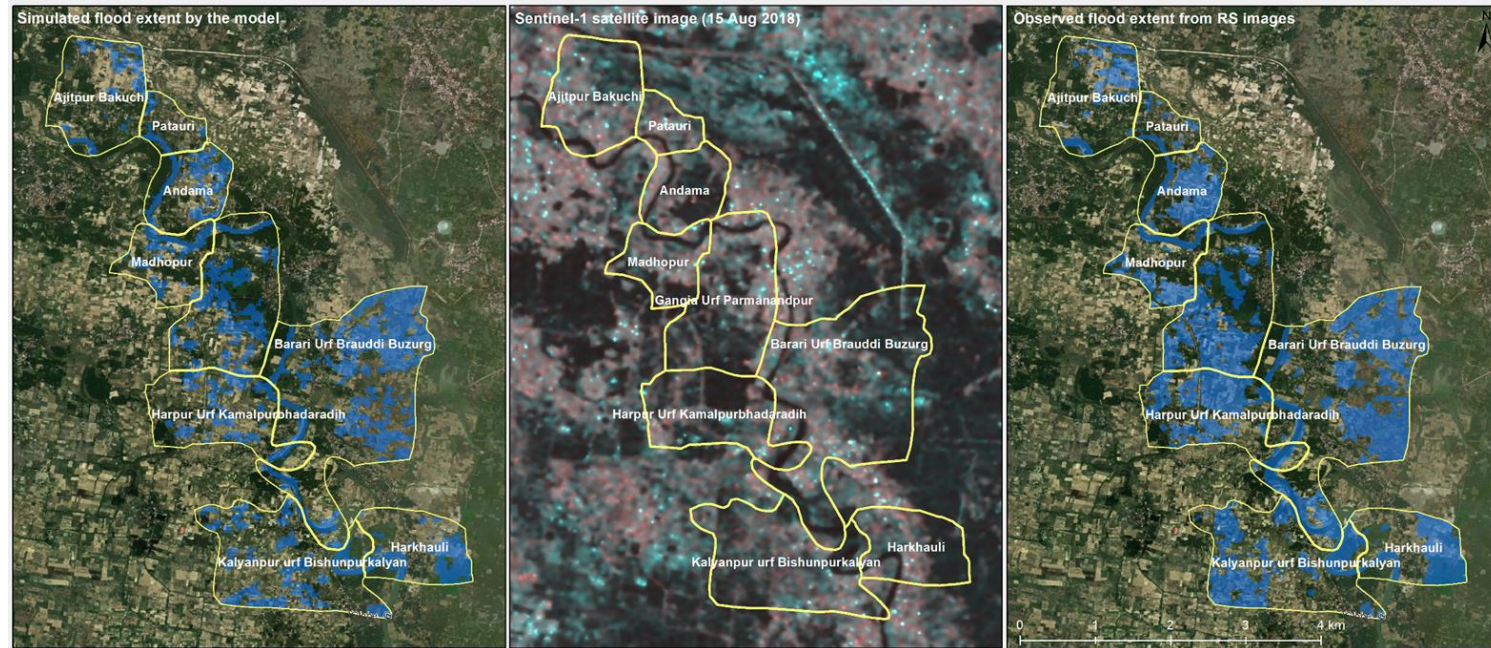 Simulated flood extent by the model
Ajitpur Bakuchi
Patauri
Andama
Madhopur
Barari Urf Brauddi Buzurg
Harpur Urf Kamalpurbhadaradih
Harkhauli
Kalyanpur urf Bishunpurkalyan
Sentinel-1 satellite image (15 Aug 2018)
Ajitpur Bakuchi
Patauri
Andama
Madhopur
Gangia Urf Parmanandpur
Barari Urf Brauddi Buzurg
Harpur Urf Kamalpurbhadaradih
Harkhauli
Kalyanpur urf Bishunpurkalyan
Observed flood extent from RS images
N
Ajitpur Bakuchi
Patauri
Andama
Madhopur
Barari Urf Brauddi Buzurg
Harpur Urf Kamalpurbhadaradih
Harkhauli
Kalyanpur urf Bishunpurkalyan
0 1 2 4 km